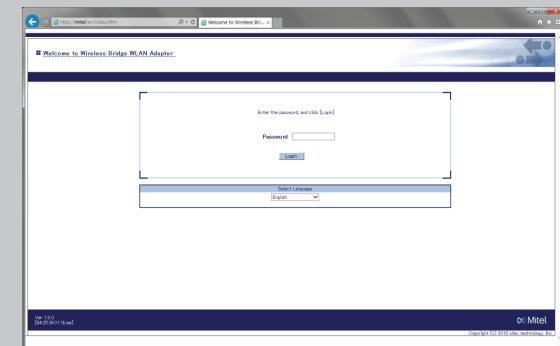 http://mitel.lan/index.htm
Welcome to Wireless Bri...
Welcome to Wireless Bridge WLAN Adapter
Enter the password, and click [Login].
Password
Login
Select Language
English
Ver 1.0.0
Mitel
Copyright (C) 2016 silex technology, Inc.